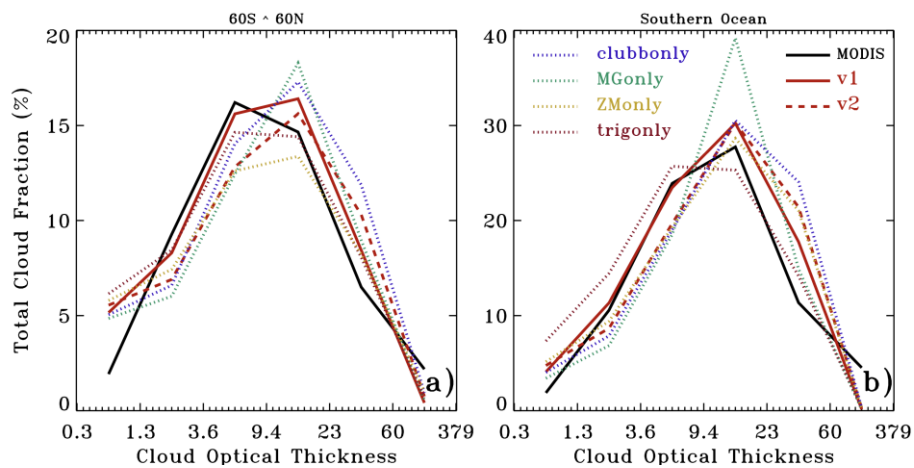 60S ^ 60N
Southern Ocean
20
15
10
5
0
Total Cloud Fraction (%)
a)
0.3 1.3 3.6 9.4 23 60 379
Cloud Optical Thickness
40
30
20
10
0
clubbonly
MGonly
ZMonly
trigonly
MODIS
v1
v2
b)
0.3 1.3 3.6 9.4 23 60 379
Cloud Optical Thickness